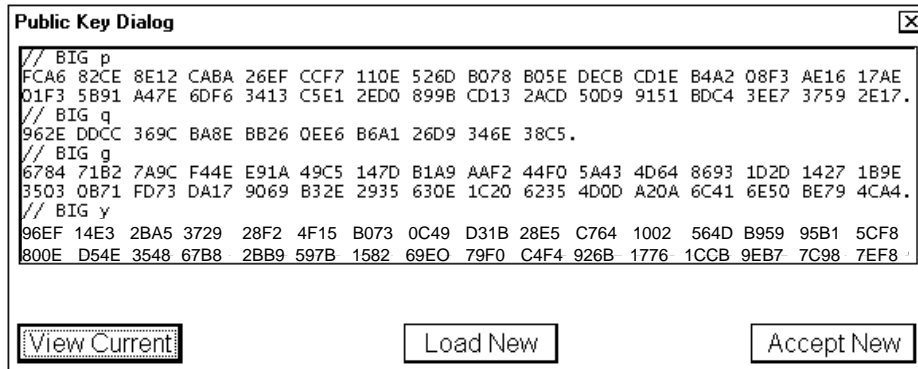 Public Key Dialog
// BIG p
FCA6 82CE 8E12 CABA 26EF CCF7 110E 526D B078 B05E DECB CD1E B4A2 08F3 AE16 17AE
01F3 5B91 A47E 6DF6 3413 C5E1 2ED0 899B CD13 2ACD 50D9 9151 BDC4 3EE7 3759 2E17.
// BIG q
962E DDCC 369C BA8E BB26 0EE6 B6A1 26D9 346E 38C5.
// BIG g
6784 71B2 7A9C F44E E91A 49C5 147D B1A9 AAF2 44F0 5A43 4D64 8693 1D2D 1427 1B9E
3503 0B71 FD73 DA17 9069 B32E 2935 630E 1C20 6235 4D0D A20A 6C41 6E50 BE79 4CA4.
// BIG y
96EF 14E3 2BA5 3729 28F2 4F15 B073 0C49 D31B 28E5 C764 1002 564D B959 95B1 5CF8
800E D54E 3548 67B8 2BB9 597B 1582 69EO 79F0 C4F4 926B 1776 1CCB 9EB7 7C98 7EF8
View Current Load New Accept New